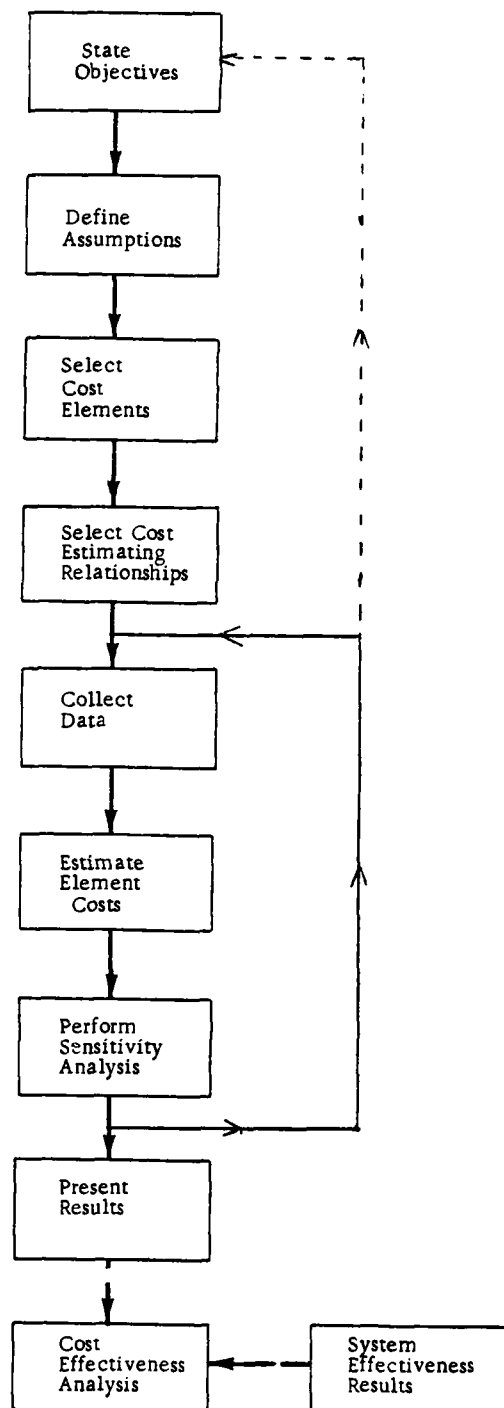 State
Objectives
Define
Assumptions
Select
Cost
Elements
Select Cost
Estimating
Relationships
Collect
Data
Estimate
Element
Costs
Perform
Sensitivity
Analysis
Present
Results
Cost
Effectiveness
Analysis
System
Effectiveness
Results